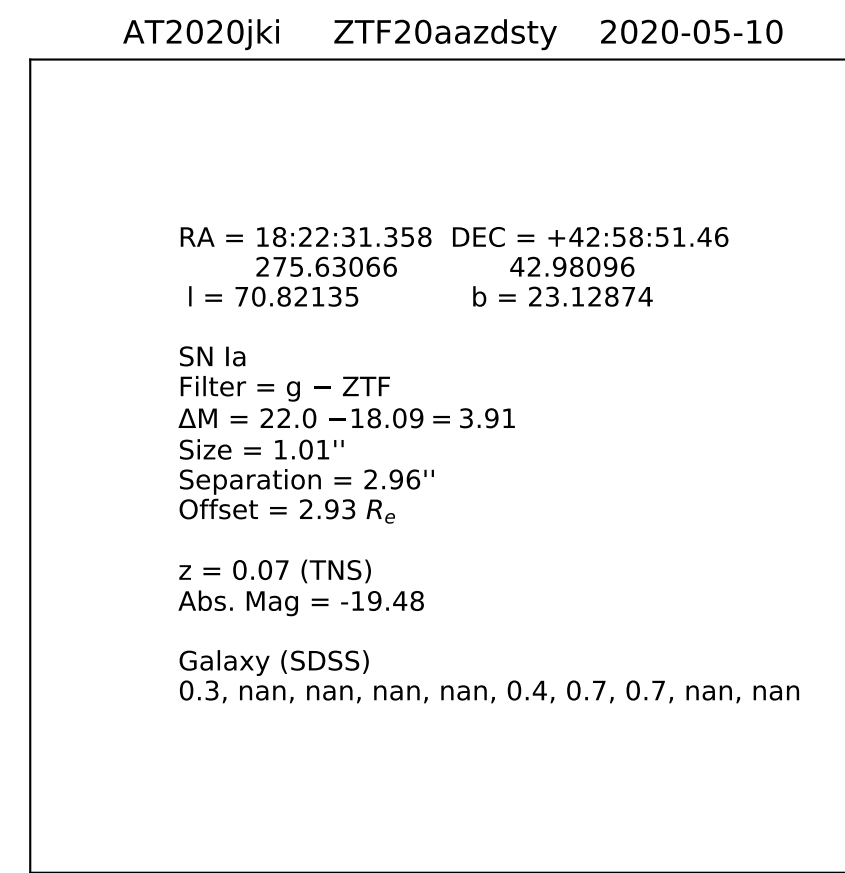 AT2020jki ZTF20aazdsty 2020-05-10
RA = 18:22:31.358 DEC = +42:58:51.46
275.63066 42.98096
l = 70.82135 b = 23.12874
SN Ia
Filter = g − ZTF
ΔM = 22.0 −18.09 = 3.91
Size = 1.01''
Separation = 2.96''
Offset = 2.93 Re
z = 0.07 (TNS)
Abs. Mag = -19.48
Galaxy (SDSS)
0.3, nan, nan, nan, nan, 0.4, 0.7, 0.7, nan, nan